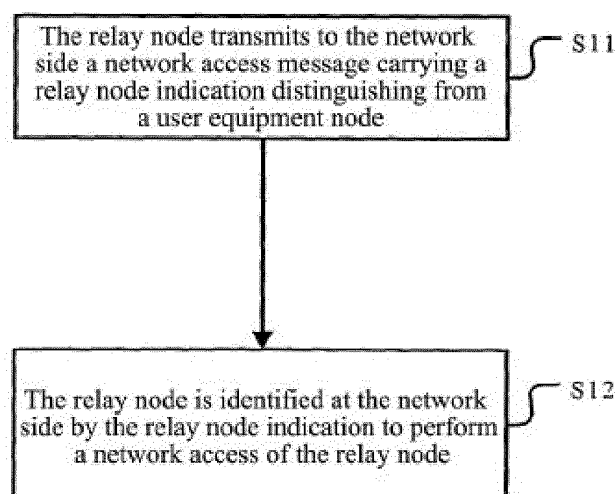 The relay node transmits to the network
side a network access message carrying a
relay node indication distinguishing from
a user equipment node
S11
The relay node is identified at the network
side by the relay node indication to perform
a network access of the relay node
S12